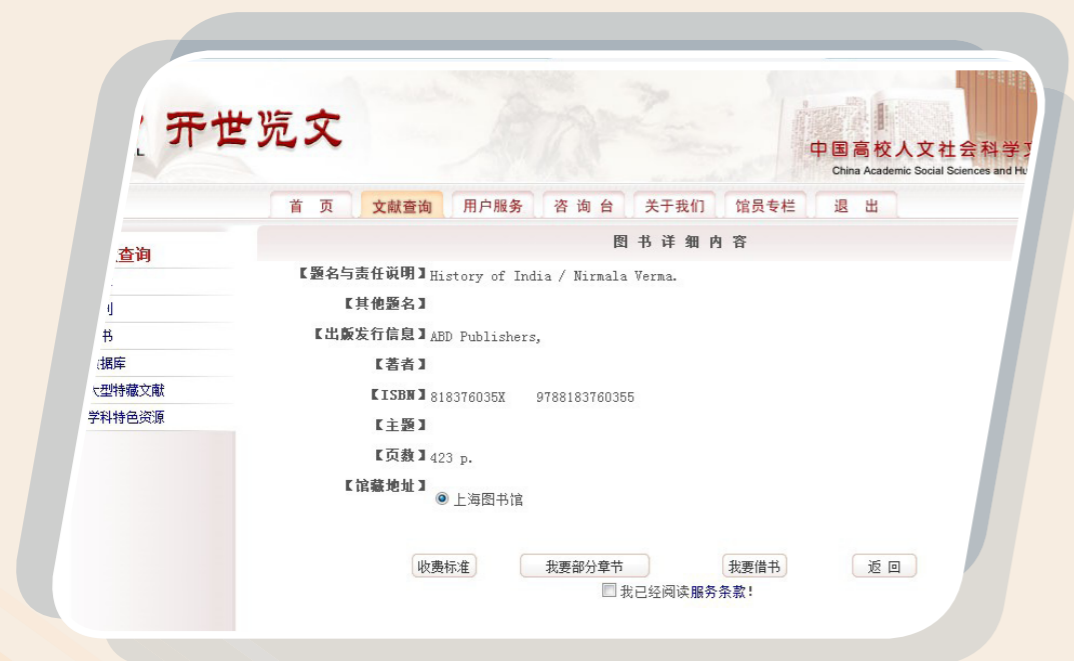 开世览文
中国高校人文社会科学
China Academic Social Sciences and
首 页 文献查询 用户服务 咨 询 台 关于我们 馆员专栏 退 出
查询
书
据库
型特藏文献
学科特色资源
图 书 详 细 内 容
【题名与责任说明】History of India / Nirmala Verma.
【其他题名】
【出版发行信息】ABD Publishers,
【著者】
【ISBN】818376035X 9788183760355
【主题】
【页数】423 p.
【馆藏地址】
上海图书馆
收费标准 我要部分章节 我要借书 返 回
我已经阅读服务条款!